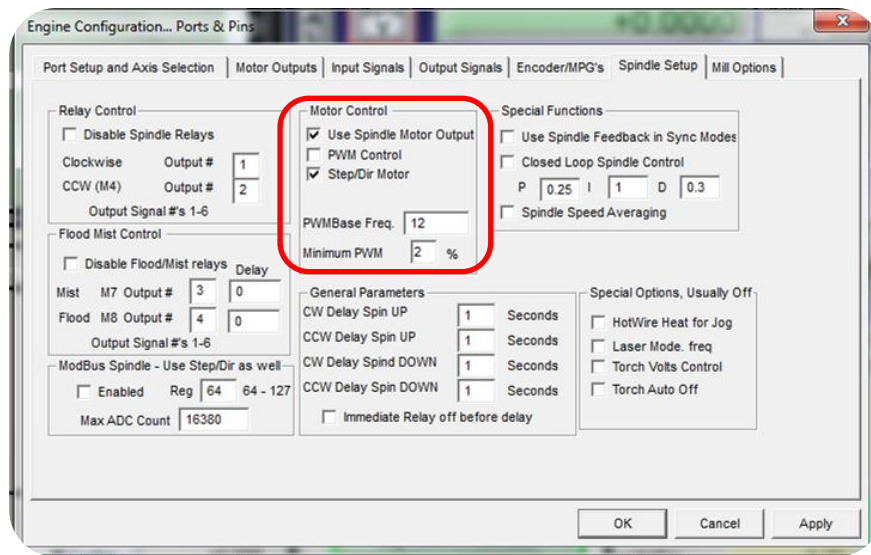 +0.0000
Engine Configuration... Ports & Pins
Port Setup and Axis Selection
Motor Outputs
Input Signals
Output Signals
Encoder/MPG's
Spindle Setup
Mill Options
Relay Control
Disable Spindle Relays
Clockwise Output # 1
CCW (M4) Output # 2
Output Signal #'s 1-6
Flood Mist Control
Disable Flood/Mist relays
Delay
Mist M7 Output # 3 0
Flood M8 Output # 4 0
Output Signal #'s 1-6
ModBus Spindle - Use Step/Dir as well
Enabled Reg 64 64 - 127
Max ADC Count 16380
Motor Control
Use Spindle Motor Output
PWM Control
Step/Dir Motor
PWMBase Freq. 12
Minimum PWM 2 %
General Parameters
CW Delay Spin UP 1 Seconds
CCW Delay Spin UP 1 Seconds
CW Delay Spind DOWN 1 Seconds
CCW Delay Spin DOWN 1 Seconds
Immediate Relay off before delay
Special Functions
Use Spindle Feedback in Sync Modes
Closed Loop Spindle Control
P 0.25 I 1 D 0.3
Spindle Speed Averaging
Special Options, Usually Off
HotWire Heat for Jog
Laser Mode. freq
Torch Volts Control
Torch Auto Off
OK
Cancel
Apply